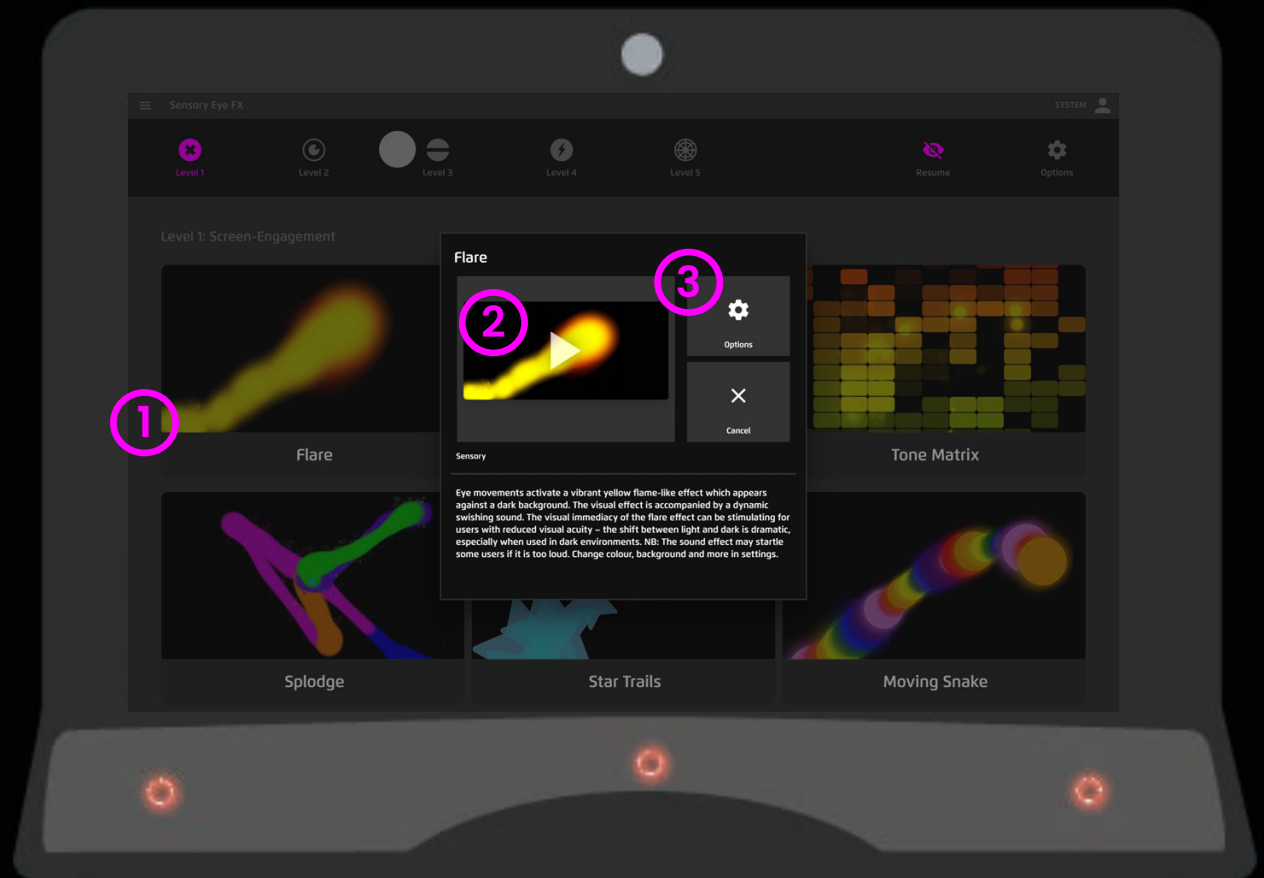 Sensory Eye FX
SYSTEM
Level 1
Level 2
Level 3
Level 4
Level 5
Resume
Options
Level 1: Screen-Engagement
Flare
1
2
3
Options
Cancel
Sensory
Eye movements activate a vibrant yellow flame-like effect which appears
against a dark background. The visual effect is accompanied by a dynamic
swishing sound. The visual immediacy of the flare effect can be stimulating for
users with reduced visual acuity – the shift between light and dark is dramatic,
especially when used in dark environments. NB: The sound effect may startle
some users if it is too loud. Change colour, background and more in settings.
Flare
Tone Matrix
Splodge
Star Trails
Moving Snake